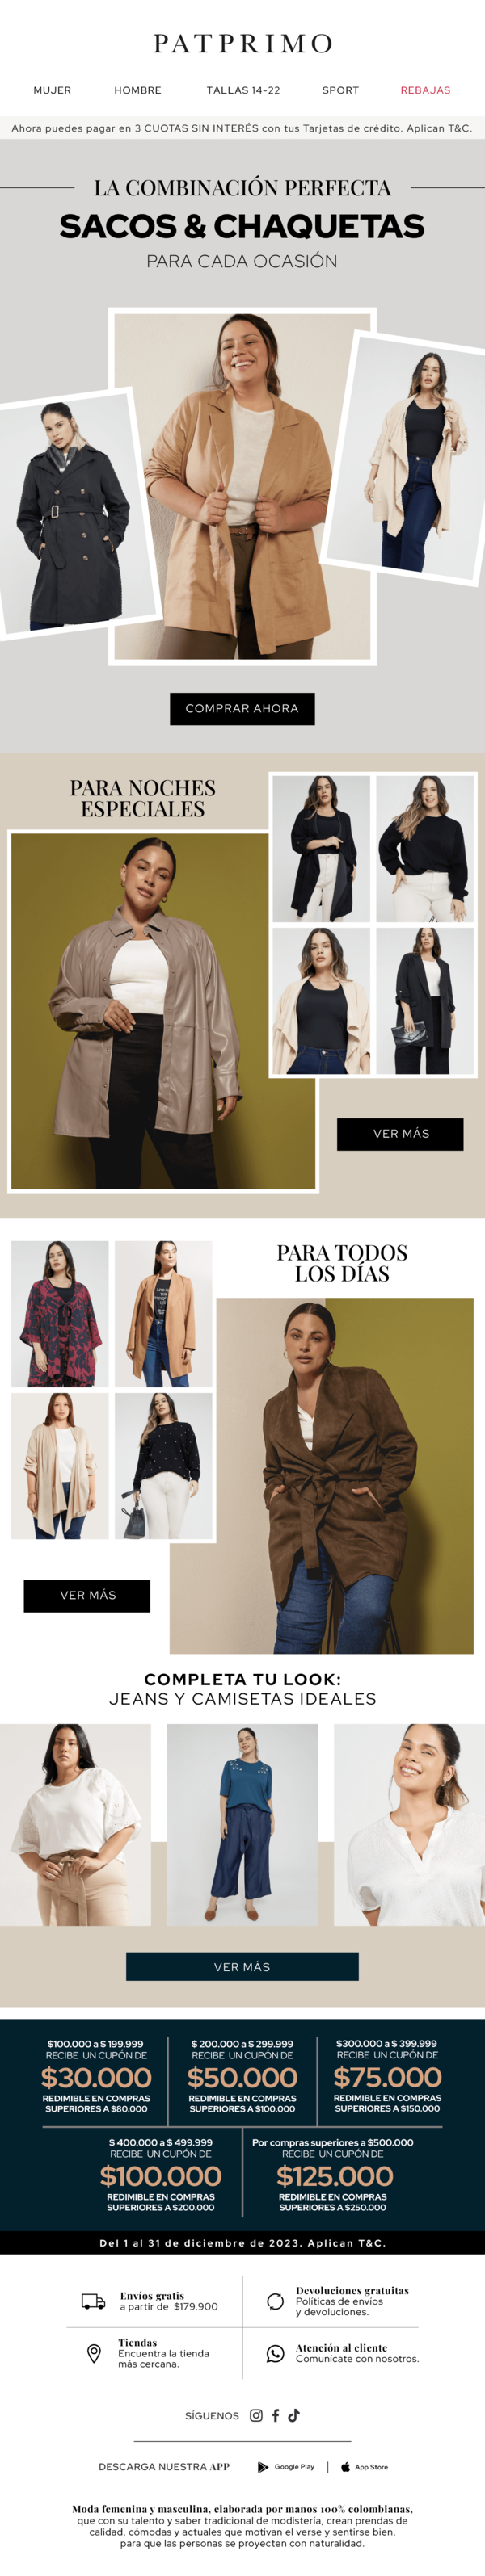 PATPRIMO
MUJER HOMBRE TALLAS 14-22 SPORT REBAJAS
Ahora puedes pagar en 3 CUOTAS SIN INTERÉS con tus Tarjetas de crédito. Aplican T&C.
LA COMBINACIÓN PERFECTA
SACOS & CHAQUETAS
PARA CADA OCASIÓN
COMPRAR AHORA
PARA NOCHES
ESPECIALES
VER MÁS
PARA TODOS
LOS DÍAS
VER MÁS
COMPLETA TU LOOK:
JEANS Y CAMISETAS IDEALES
VER MÁS
$100.000 a $ 199.999
RECIBE UN CUPÓN DE
$30.000
REDIMIBLE EN COMPRAS
SUPERIORES A $80.000
$ 200.000 a $ 299.999
RECIBE UN CUPÓN DE
$50.000
REDIMIBLE EN COMPRAS
SUPERIORES A $100.000
$300.000 a $ 399.999
RECIBE UN CUPÓN DE
$75.000
REDIMIBLE EN COMPRAS
SUPERIORES A $150.000
$ 400.000 a $ 499.999
RECIBE UN CUPÓN DE
$100.000
REDIMIBLE EN COMPRAS
SUPERIORES A $200.000
Por compras superiores a $500.000
RECIBE UN CUPÓN DE
$125.000
REDIMIBLE EN COMPRAS
SUPERIORES A $250.000
Del 1 al 31 de diciembre de 2023. Aplican T&C.
Envíos gratis
a partir de $179.900
Devoluciones gratuitas
Políticas de envíos
y devoluciones.
Tiendas
Encuentra la tienda
más cercana.
Atención al cliente
Comunícate con nosotros.
SÍGUENOS
DESCARGA NUESTRA APP Google Play | App Store
Moda femenina y masculina, elaborada por manos 100% colombianas,
que con su talento y saber tradicional de modistería, crean prendas de
calidad, cómodas y actuales que motivan el verse y sentirse bien,
para que las personas se proyecten con naturalidad.